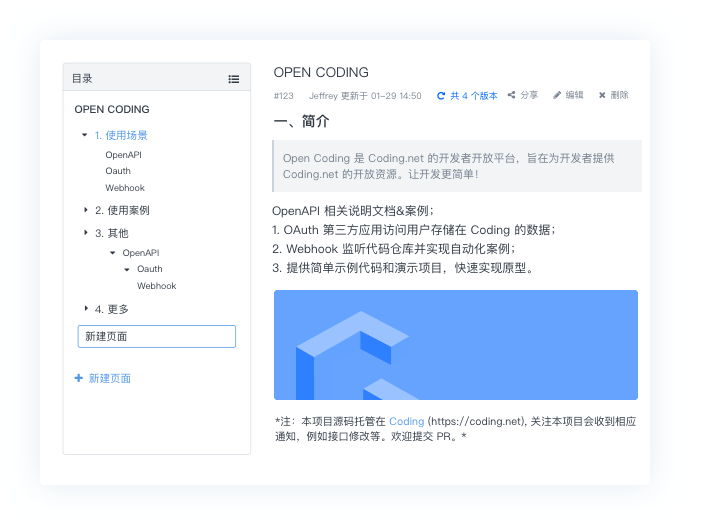 目录
OPEN CODING
1. 使用场景
OpenAPI
Oauth
Webhook
2. 使用案例
3. 其他
OpenAPI
Oauth
Webhook
4. 更多
新建页面
新建页面
OPEN CODING
#123 Jeffrey 更新于 01-29 14:50 共 4 个版本 分享 编辑 删除
一、简介
Open Coding 是 Coding.net 的开发者开放平台，旨在为开发者提供
Coding.net 的开放资源。让开发更简单！
OpenAPI 相关说明文档&案例；
1. OAuth 第三方应用访问用户存储在 Coding 的数据；
2. Webhook 监听代码仓库并实现自动化案例；
3. 提供简单示例代码和演示项目，快速实现原型。
*注：本项目源码托管在 Coding (https://coding.net), 关注本项目会收到相应
通知，例如接口修改等。欢迎提交 PR。*